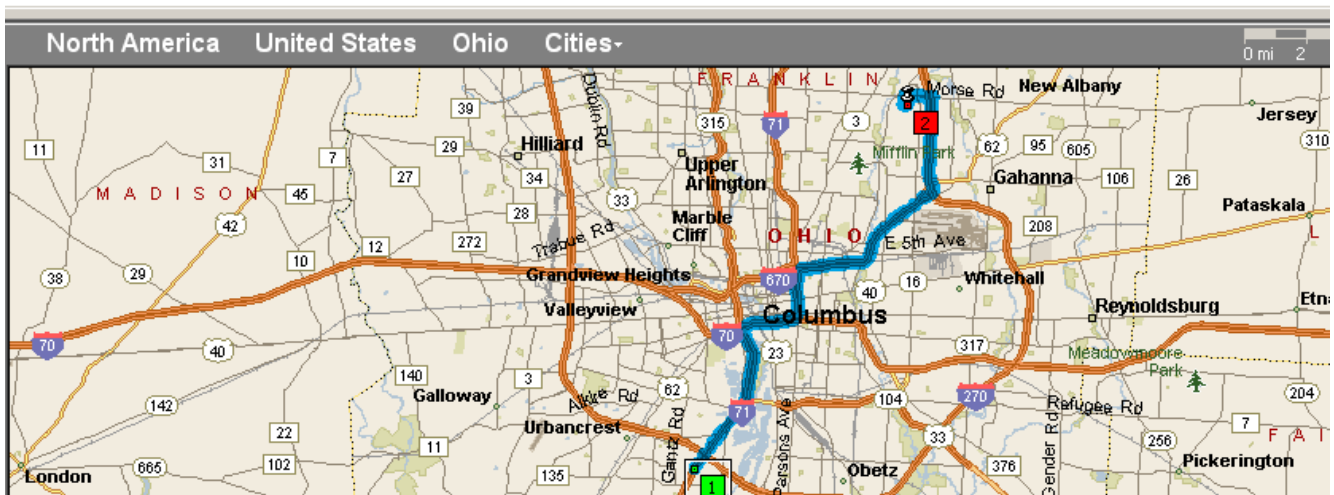 North America United States Ohio Cities
0 mi 2
FRANKLIN
Morse Rd
New Albany
Jersey
39
Dublin Rd
315
71
3
2
310
11
31
7
29
Hilliard
Upper
Arlington
Mifflin Park
62
95
605
MADISON
45
27
34
33
Gahanna
106
26
42
28
Marble
Cliff
OHIO
208
Pataskala
L
12
272
Trabue Rd
E 5th Ave
10
38
29
Grandview Heights
670
40
16
Whitehall
Valleyview
Columbus
Reynoldsburg
Etna
70
40
70
23
317
Meadowmoore
Park
140
3
62
104
270
204
Galloway
Alkire Rd
71
Refugee Rd
142
Urbancrest
Gantz Rd
Parsons Ave
33
Gender Rd
7
22
11
256
FAI
London
665
102
135
1
Obetz
376
Pickerington